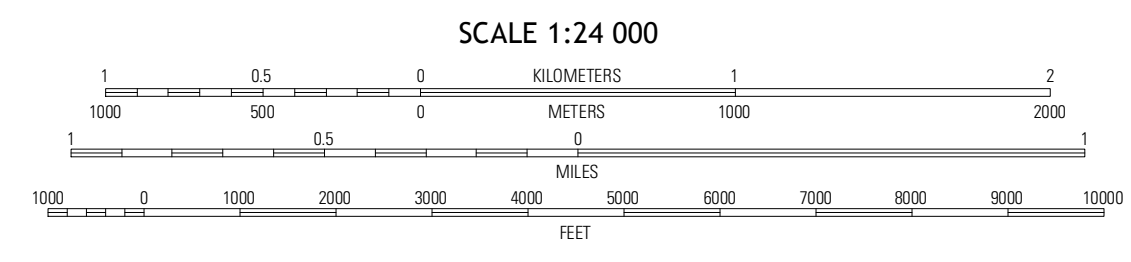 SCALE 1:24 000
1 0.5 0 KILOMETERS 1 2
1000 500 0 METERS 1000 2000
1 0.5 0 1
MILES
1000 0 1000 2000 3000 4000 5000 6000 7000 8000 9000 10000
FEET